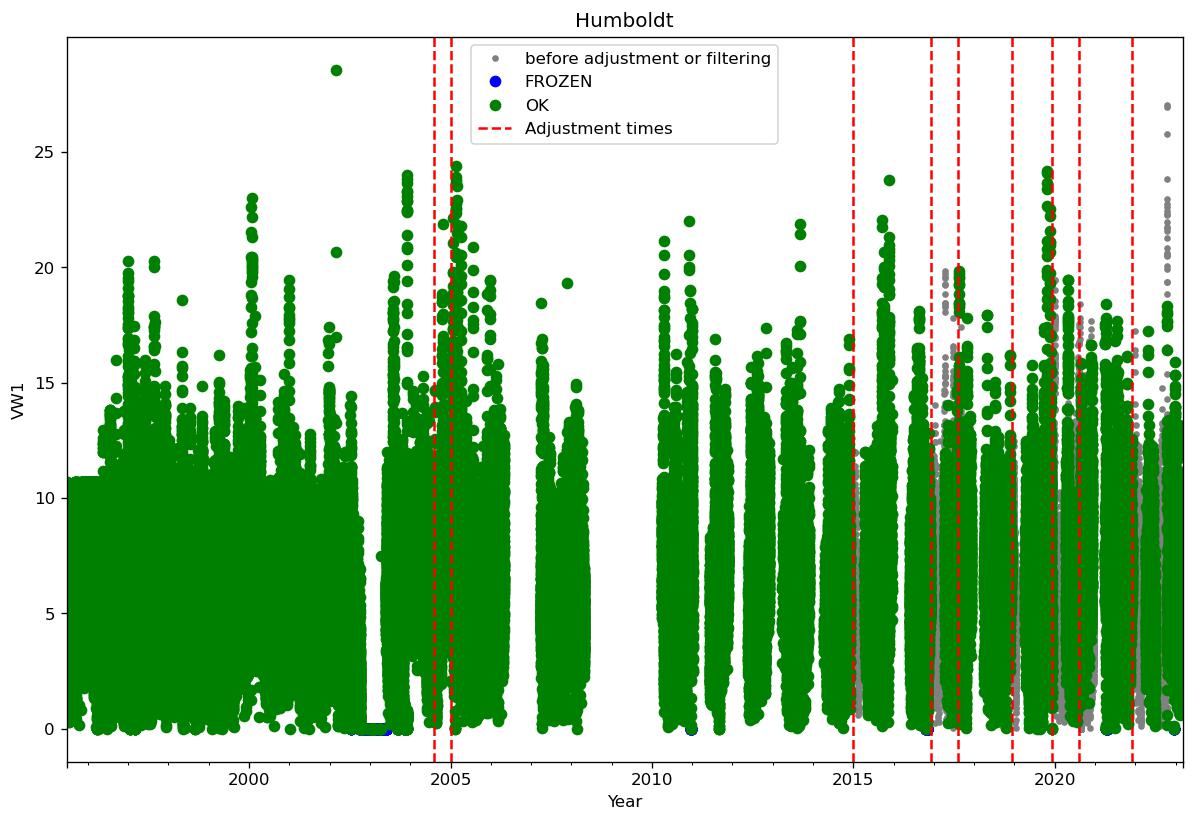 Humboldt
before adjustment or filtering
FROZEN
OK
Adjustment times
VW1
25
20
15
10
5
0
2000 2005 2010 2015 2020
Year